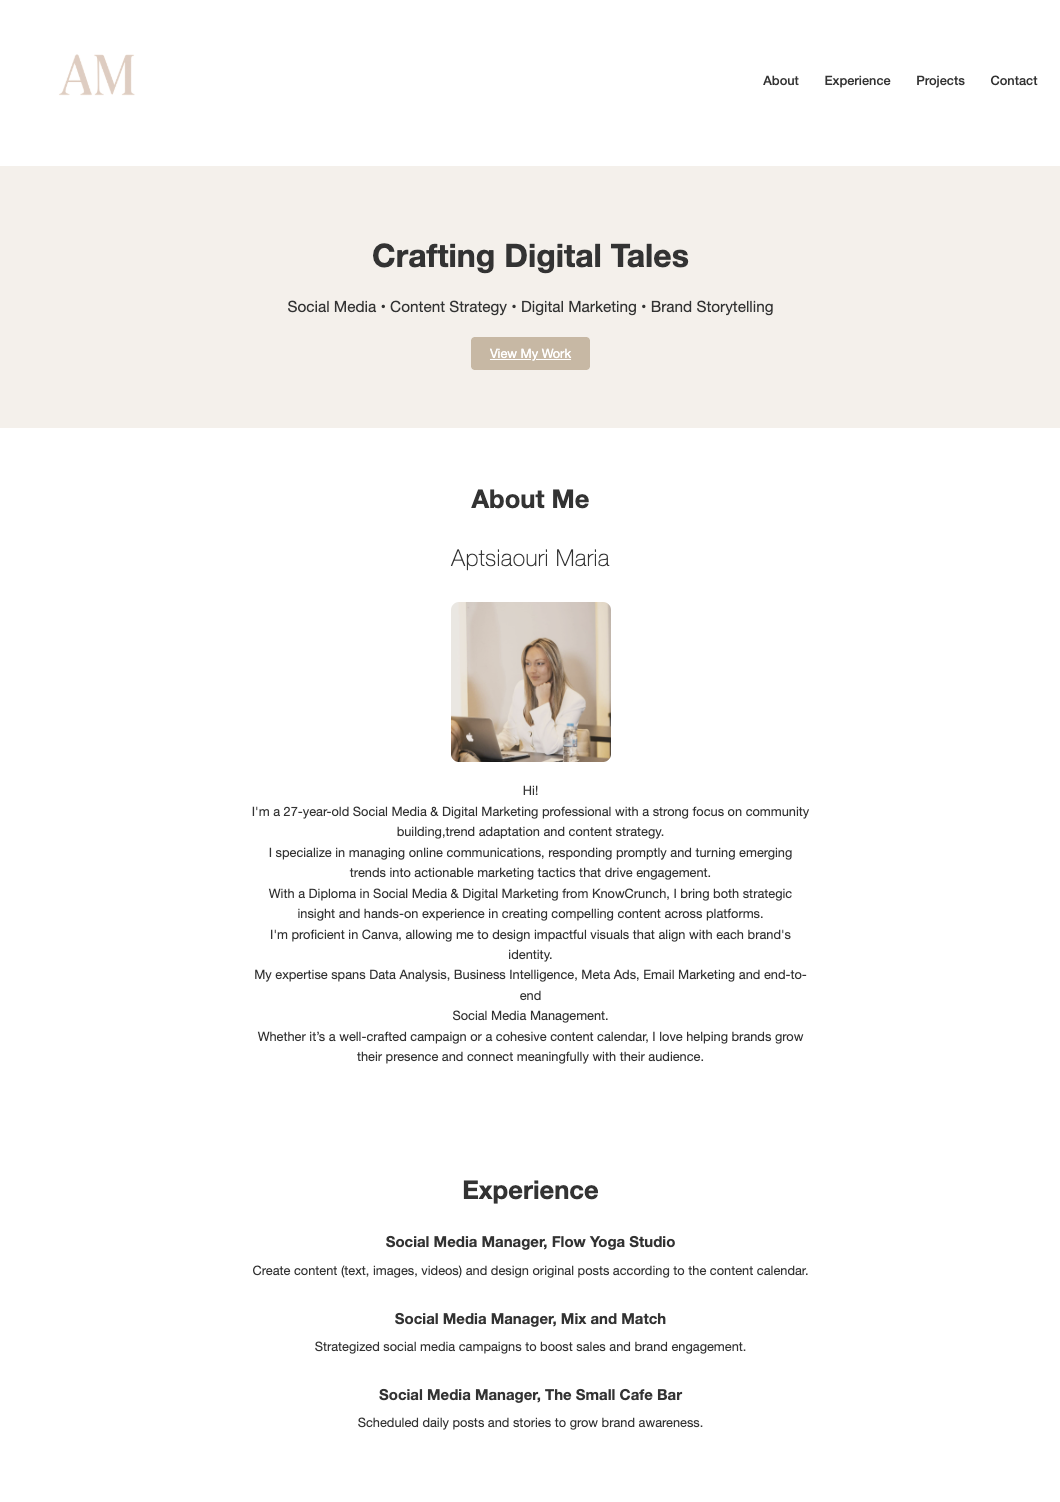 AM
About Experience Projects Contact
Crafting Digital Tales
Social Media • Content Strategy • Digital Marketing • Brand Storytelling
View My Work
About Me
Aptsiaouri Maria
Hi!
I'm a 27-year-old Social Media & Digital Marketing professional with a strong focus on community
building,trend adaptation and content strategy.
I specialize in managing online communications, responding promptly and turning emerging
trends into actionable marketing tactics that drive engagement.
With a Diploma in Social Media & Digital Marketing from KnowCrunch, I bring both strategic
insight and hands-on experience in creating compelling content across platforms.
I'm proficient in Canva, allowing me to design impactful visuals that align with each brand's
identity.
My expertise spans Data Analysis, Business Intelligence, Meta Ads, Email Marketing and end-to-
end
Social Media Management.
Whether it’s a well-crafted campaign or a cohesive content calendar, I love helping brands grow
their presence and connect meaningfully with their audience.
Experience
Social Media Manager, Flow Yoga Studio
Create content (text, images, videos) and design original posts according to the content calendar.
Social Media Manager, Mix and Match
Strategized social media campaigns to boost sales and brand engagement.
Social Media Manager, The Small Cafe Bar
Scheduled daily posts and stories to grow brand awareness.